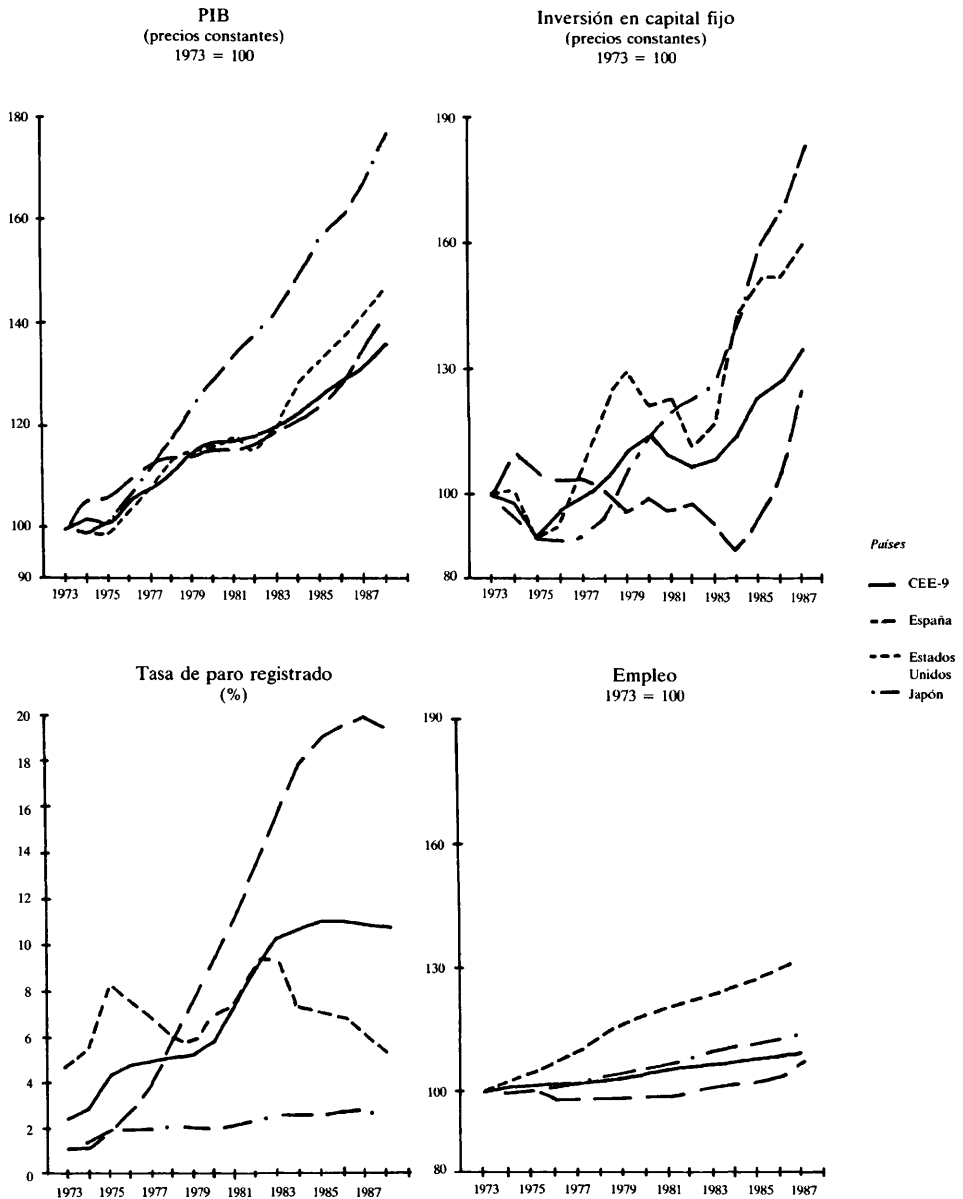 PIB
(precios constantes)
1973 = 100
180
160
140
120
100
90
1973 1975 1977 1979 1981 1983 1985 1987
Inversión en capital fijo
(precios constantes)
1973 = 100
190
160
130
100
80
1973 1975 1977 1979 1981 1983 1985 1987
Países
CEE-9
España
Estados
Unidos
Japón
Tasa de paro registrado
(%)
20
18
16
14
12
10
8
6
4
2
0
1973 1975 1977 1979 1981 1983 1985 1987
Empleo
1973 = 100
190
160
130
100
80
1973 1975 1977 1979 1981 1983 1985 1987